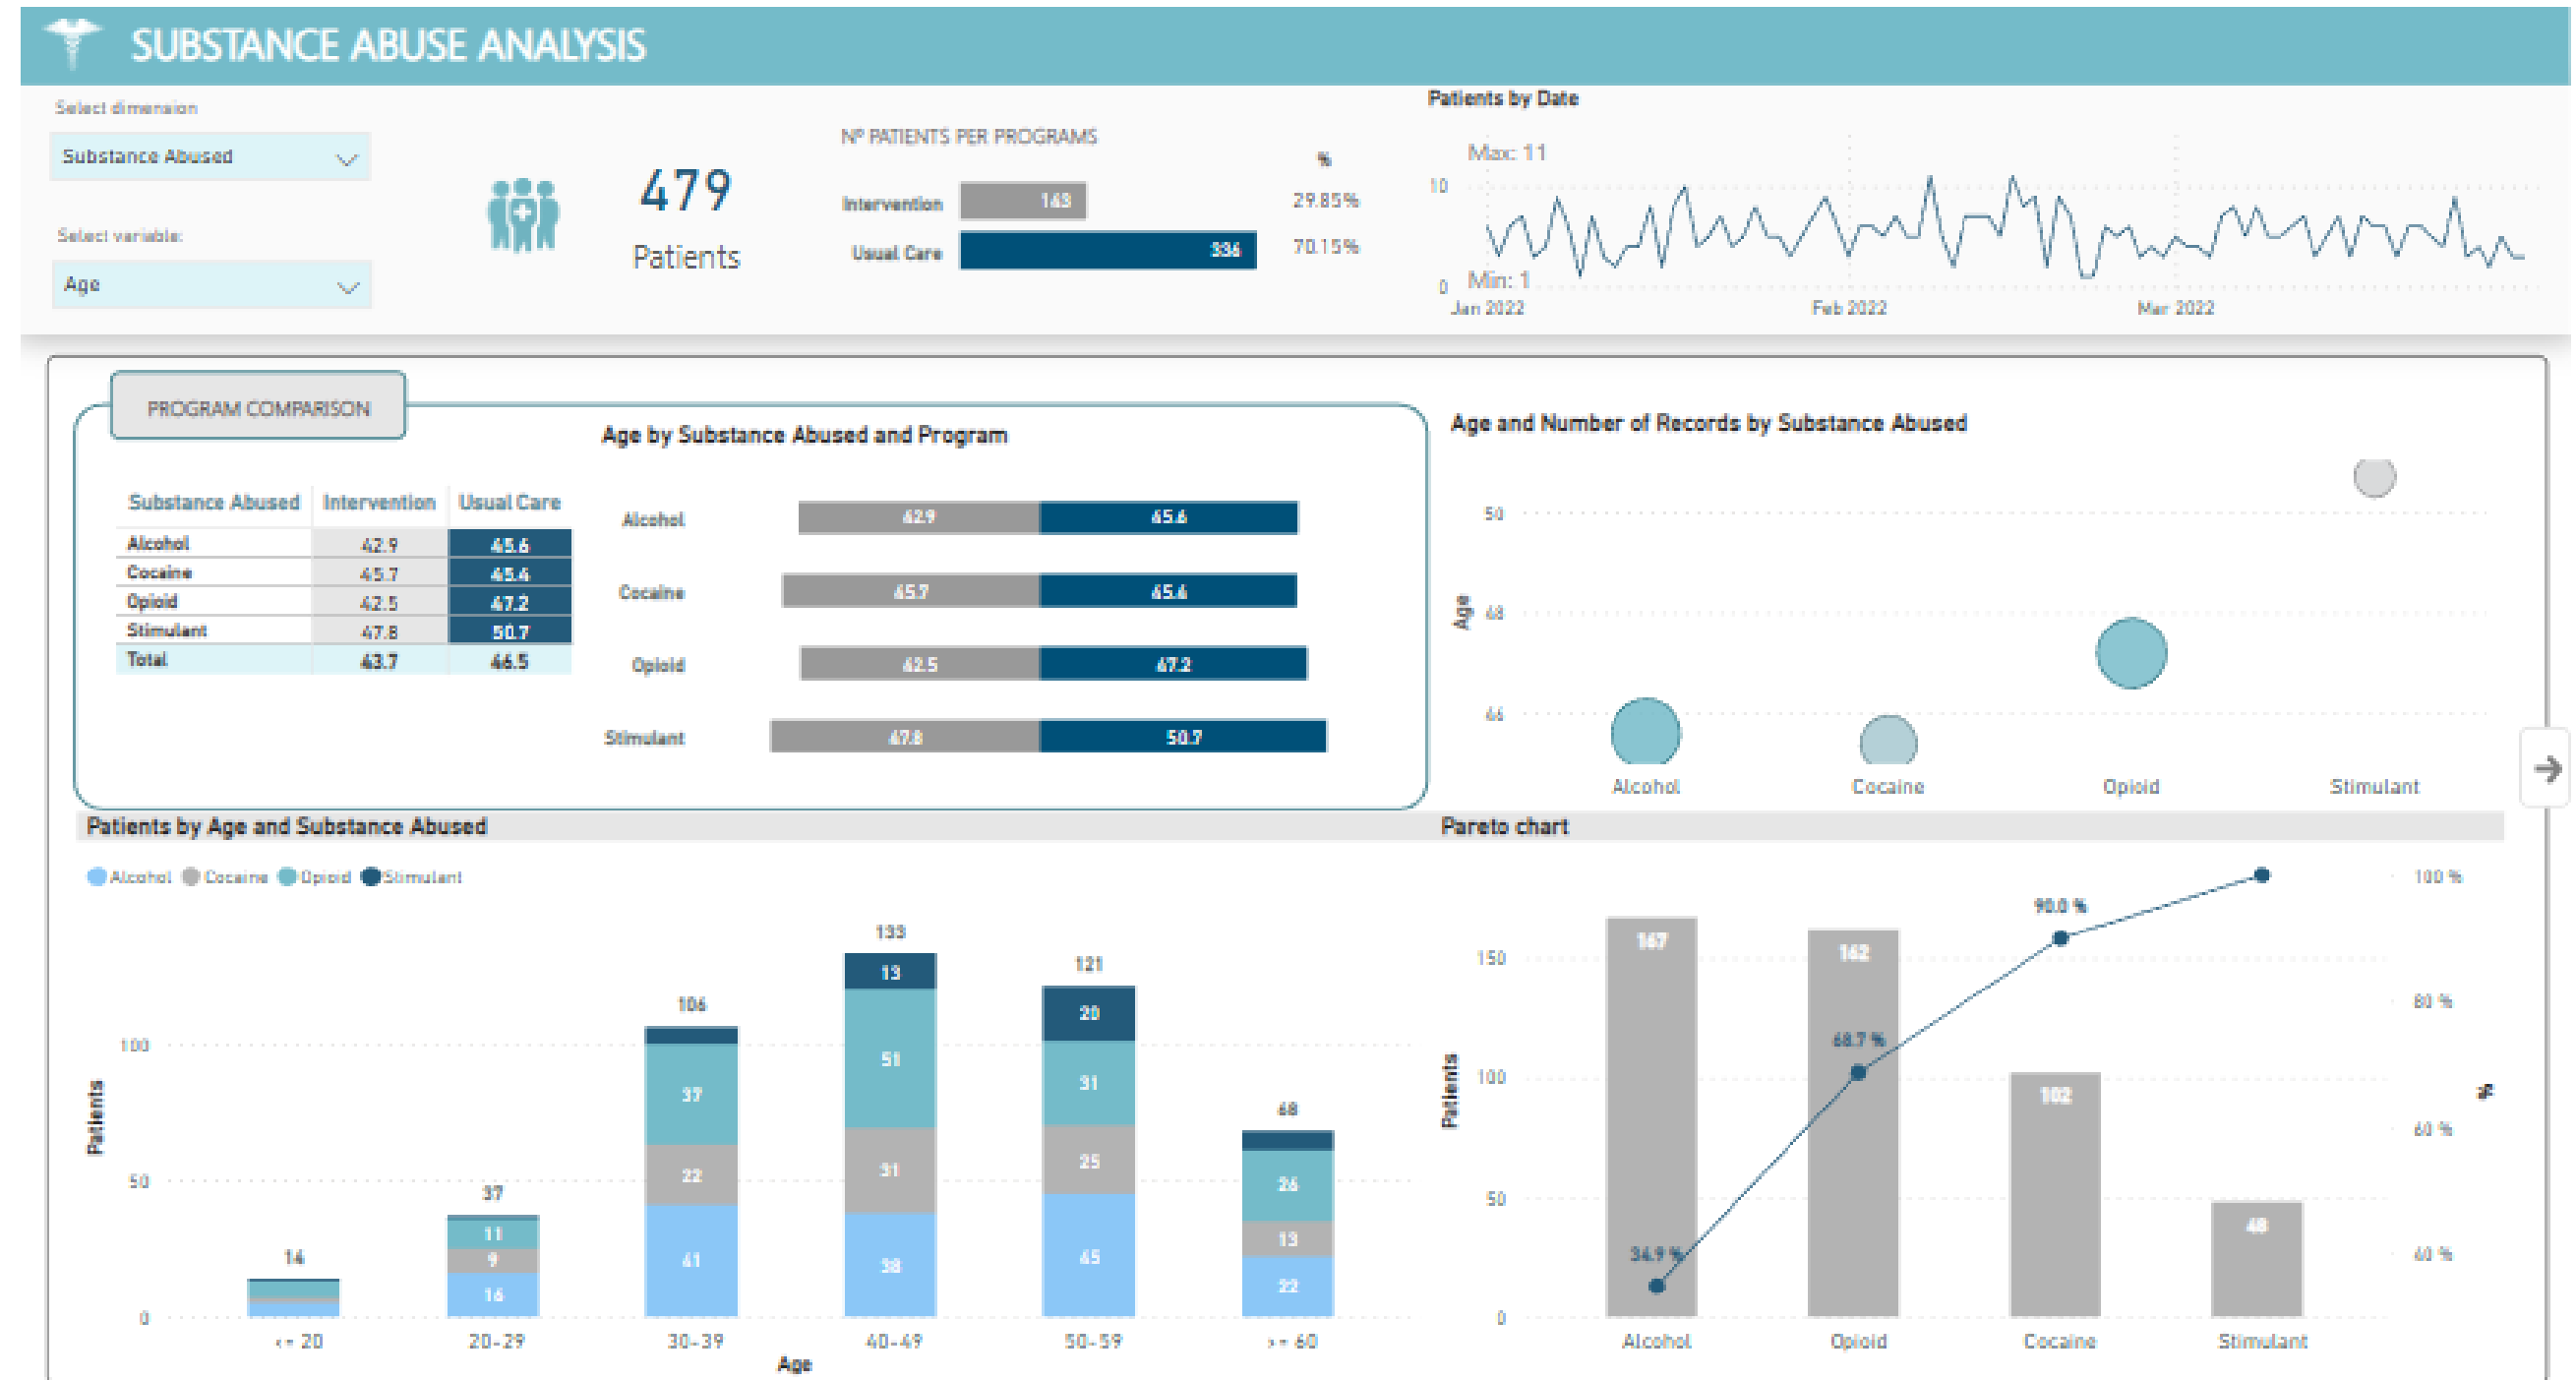 SUBSTANCE ABUSE ANALYSIS
Select dimension
Substance Abused
Select variable:
Age
479
Patients
Nº PATIENTS PER PROGRAMS
%
Intervention 143 29.85%
Usual Care 336 70.15%
Patients by Date
Max: 11
10
Min: 1
0
Jan 2022 Feb 2022 Mar 2022
PROGRAM COMPARISON
Substance Abused Intervention Usual Care
Alcohol 42.9 45.6
Cocaine 45.7 45.4
Opioid 42.5 47.2
Stimulant 47.8 50.7
Total 43.7 46.5
Age by Substance Abused and Program
Alcohol 42.9 45.6
Cocaine 45.7 45.4
Opioid 42.5 47.2
Stimulant 47.8 50.7
Age and Number of Records by Substance Abused
Age
50
48
46
Alcohol Cocaine Opioid Stimulant
Patients by Age and Substance Abused
Alcohol Cocaine Opioid Stimulant
Patients
100
50
0
14
37
11
9
16
106
37
22
41
133
13
51
31
38
121
20
31
25
45
68
26
13
22
<= 20 20-29 30-39 40-49 50-59 >= 60
Age
Pareto chart
Patients
150
100
50
0
167
162
102
48
34.9 %
68.7 %
90.0 %
100 %
80 %
60 %
40 %
%
Alcohol Opioid Cocaine Stimulant